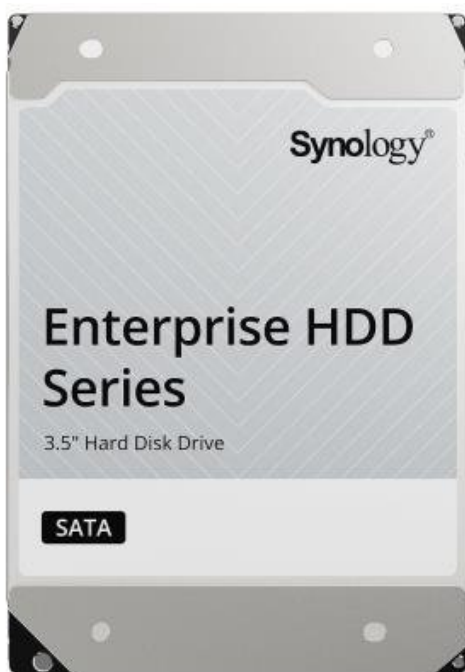 Synology®
Enterprise HDD
Series
3.5" Hard Disk Drive
SATA